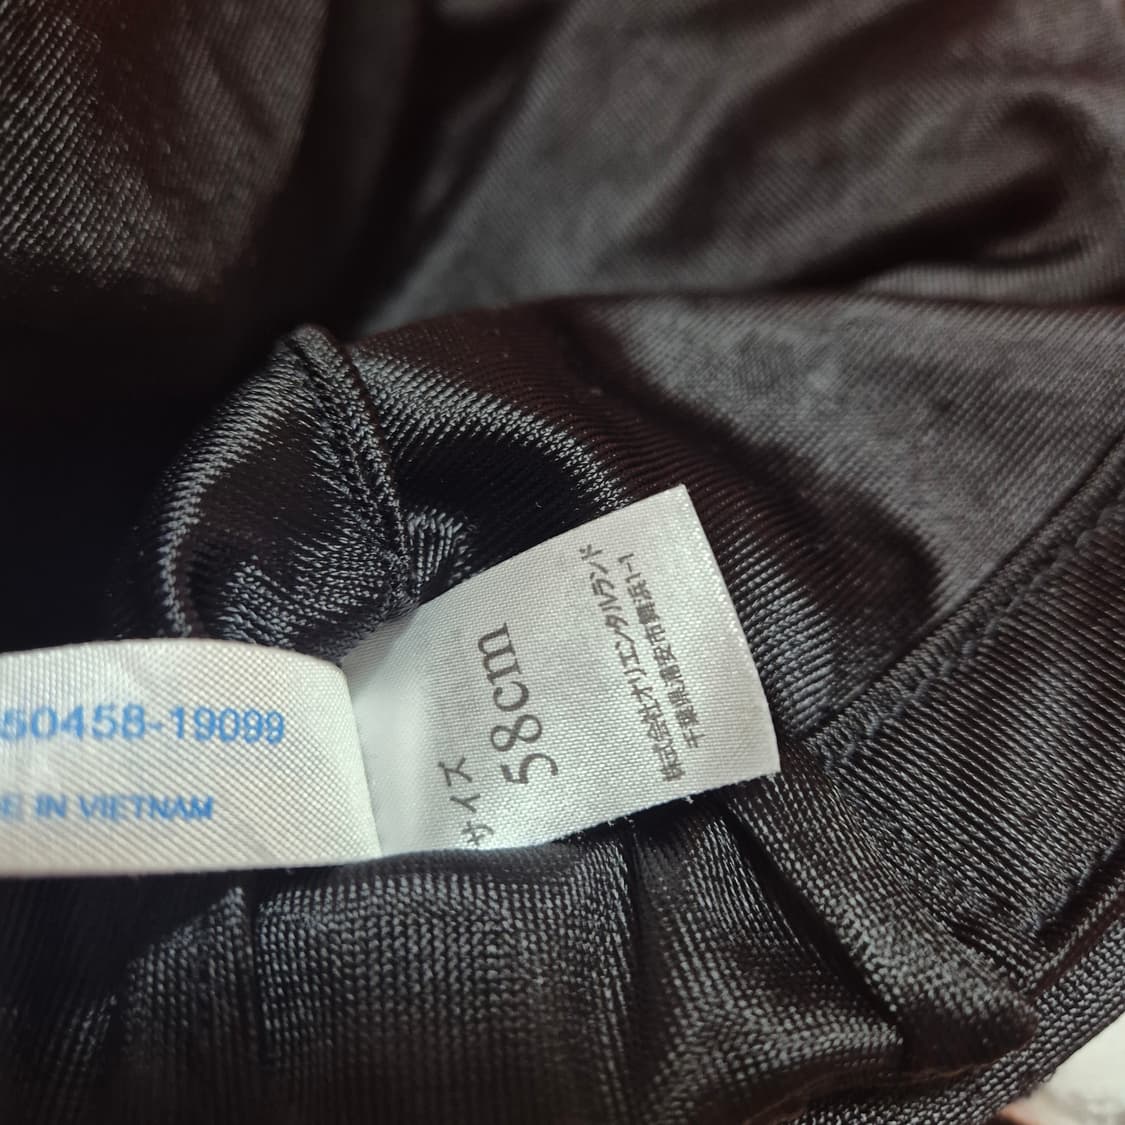 50458-19099
E IN VIETNAM
サイズ
58cm
株式会社オリエンタルランド
千葉県浦安市舞浜1-1